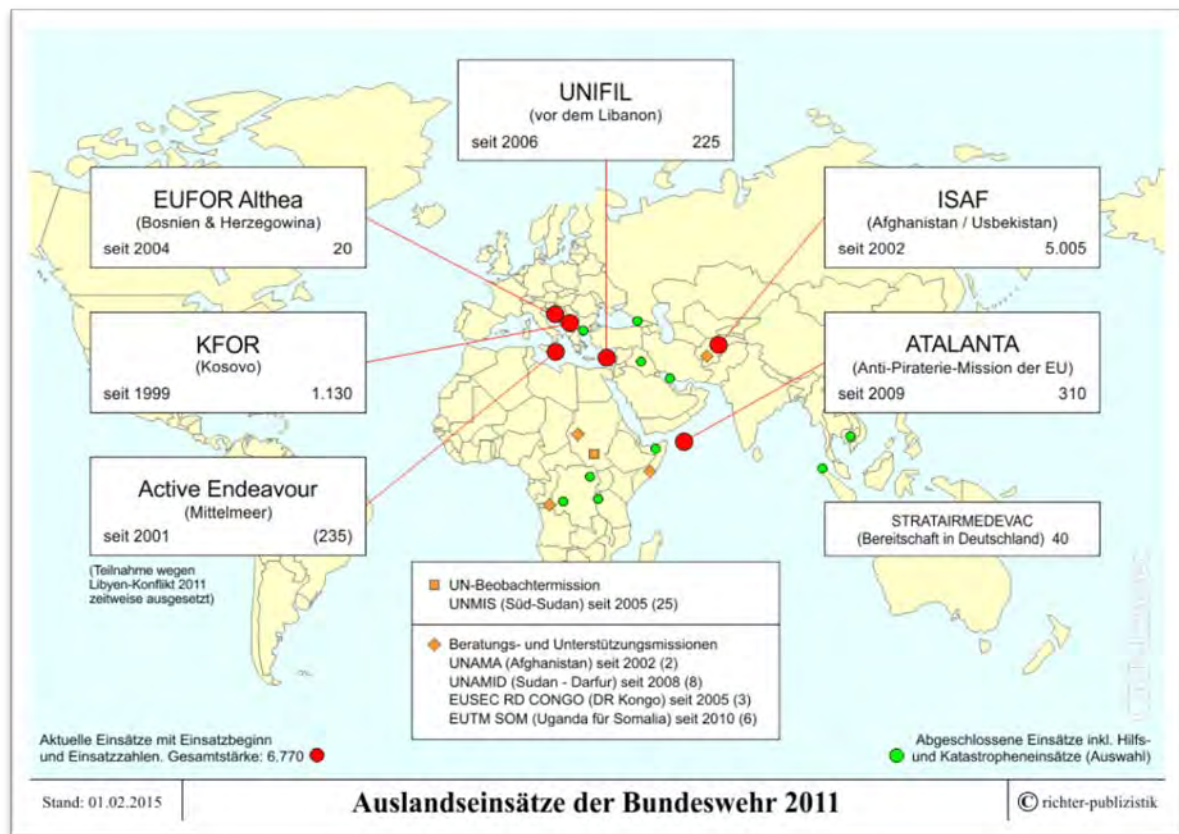 UNIFIL
(vor dem Libanon)
seit 2006 225
EUFOR Althea
(Bosnien & Herzegowina)
seit 2004 20
ISAF
(Afghanistan / Usbekistan)
seit 2002 5.005
KFOR
(Kosovo)
seit 1999 1.130
ATALANTA
(Anti-Piraterie-Mission der EU)
seit 2009 310
Active Endeavour
(Mittelmeer)
seit 2001 (235)
(Teilnahme wegen
Libyen-Konflikt 2011
zeitweise ausgesetzt)
STRATAIRMEDEVAC
(Bereitschaft in Deutschland) 40
UN-Beobachtermission
UNMIS (Süd-Sudan) seit 2005 (25)
Beratungs- und Unterstützungsmissionen
UNAMA (Afghanistan) seit 2002 (2)
UNAMID (Sudan - Darfur) seit 2008 (8)
EUSEC RD CONGO (DR Kongo) seit 2005 (3)
EUTM SOM (Uganda für Somalia) seit 2010 (6)
Aktuelle Einsätze mit Einsatzbeginn
und Einsatzzahlen. Gesamtstärke: 6.770
Abgeschlossene Einsätze inkl. Hilfs-
und Katastropheneinsätze (Auswahl)
Stand: 01.02.2015
Auslandseinsätze der Bundeswehr 2011
© richter-publizistik